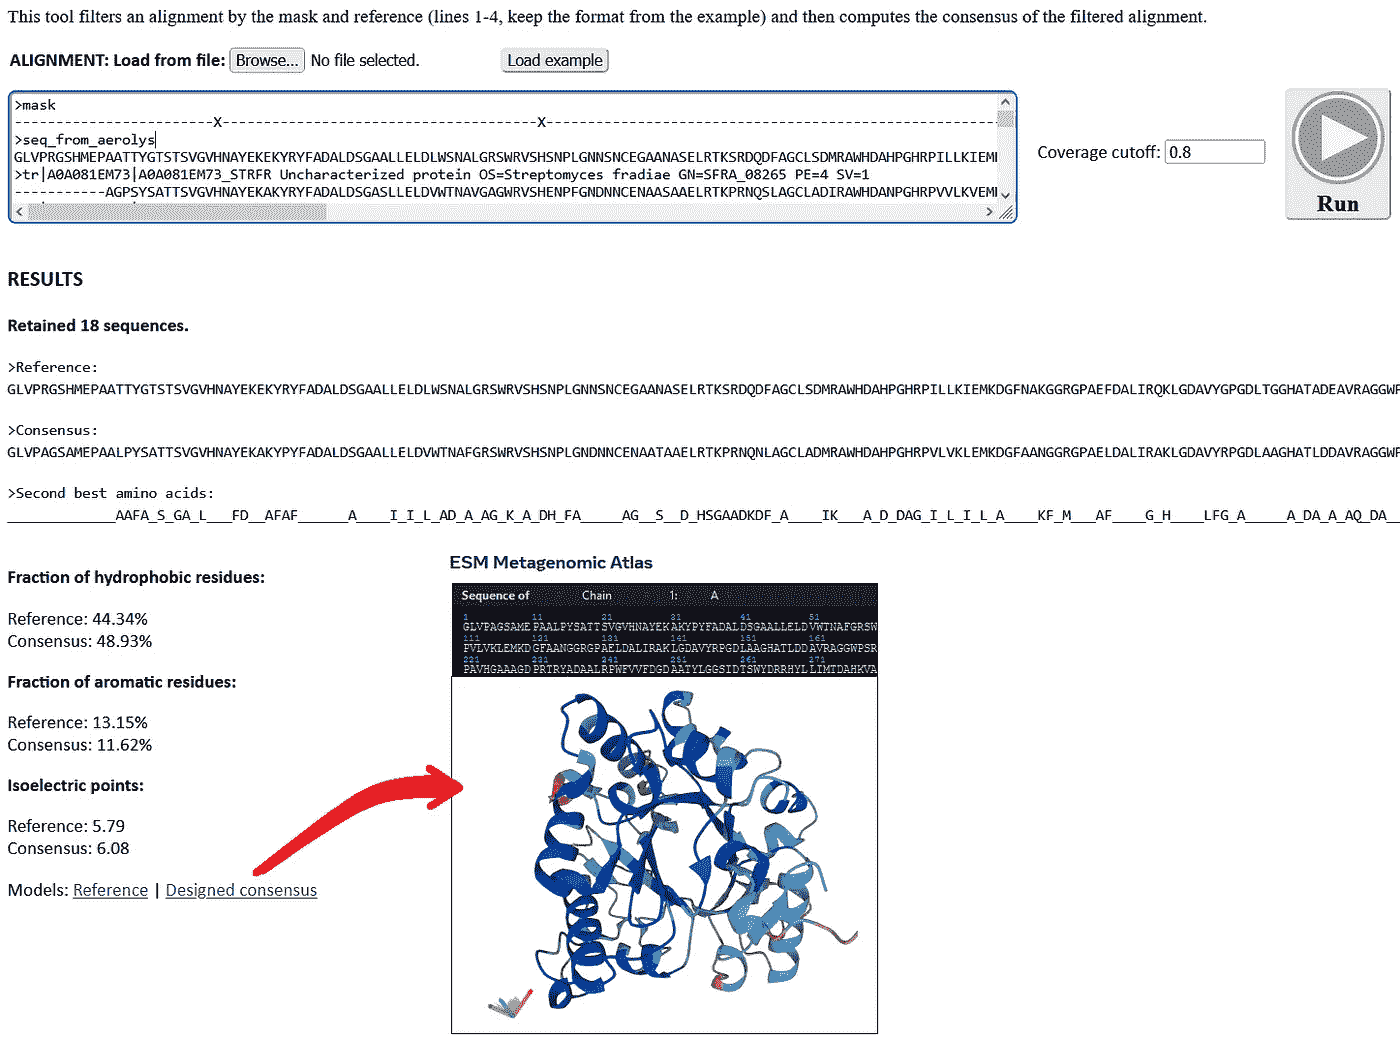 This tool filters an alignment by the mask and reference (lines 1-4, keep the format from the example) and then computes the consensus of the filtered alignment.
ALIGNMENT: Load from file: Browse... No file selected. Load example
>mask
------------------------X--------------------------------------X------------------------------------------------------
>seq_from_aerolys
GLVPRGSHMEPAATTYGTSTSVGVHNAYEKEKYRYFADALDSGAALLELDLWSNALGRSWRVSHSNPLGNNSNCEGAANASELRTKSRDQDFAGCLSDMRAWHDAHPGHRPILLKIEM
>tr|A0A081EM73|A0A081EM73_STRFR Uncharacterized protein OS=Streptomyces fradiae GN=SFRA_08265 PE=4 SV=1
-----------AGPSYSATTSVGVHNAYEKAKYPYFADALDSGASLLELDVWTNAVGAGWRVSHENPFGNDNNCENAASAAELRTKPRNQSLAGCLADIRAWHDANPGHRPVVLKVEM
Coverage cutoff: 0.8
Run
RESULTS
Retained 18 sequences.
>Reference:
GLVPRGSHMEPAATTYGTSTSVGVHNAYEKEKYRYFADALDSGAALLELDLWSNALGRSWRVSHSNPLGNNSNCEGAANASELRTKSRDQDFAGCLSDMRAWHDAHPGHRPILLKIEMKDGFNAKGGRGPAEFDALIRQKLGDAVYGPGDLTGGHATADEAVRAGGWP
>Consensus:
GLVPAGSAMEPAALPYSATTSVGVHNAYEKAKYPYFADALDSGAALLELDVWTNAFGRSWRVSHSNPLGNDNNCENAATAAELRTKPRNQNLAGCLADMRAWHDAHPGHRPVLVKLEMKDGFAANGGRGPAELDALIRAKLGDAVYRPGDLAAGHATLDDAVRAGGWP
>Second best amino acids:
_____________AAFA_S_GA_L___FD__AFAF______A____I_I_L_AD_A_AG_K_A_DH_FA_____AG__S__D_HSGAADKDF_A____IK___A_D_DAG_I_L_I_L_A____KF_M___AF____G_H____LFG_A_____A_DA_A_AQ_DA__
Fraction of hydrophobic residues:
Reference: 44.34%
Consensus: 48.93%
Fraction of aromatic residues:
Reference: 13.15%
Consensus: 11.62%
Isoelectric points:
Reference: 5.79
Consensus: 6.08
Models: Reference | Designed consensus
ESM Metagenomic Atlas
Sequence of Chain 1: A
1 11 21 31 41 51
GLVPAGSAME PAALPYSATT SVGVHNAYEK AKYPYFADAL DSGAALLELD VWTNAFGRSW
111 121 131 141 151 161
PVLVKLEMKD GFAANGGRGP AELDALIRAK LGDAVYRPGD LAAGHATLDD AVRAGGWPSR
221 231 241 251 261 271
PAVHGAAAGD PRTRYADAAL RPWFVVFDGD AATYLGGSID TSWYDRRHYL LIMTDAHKVA